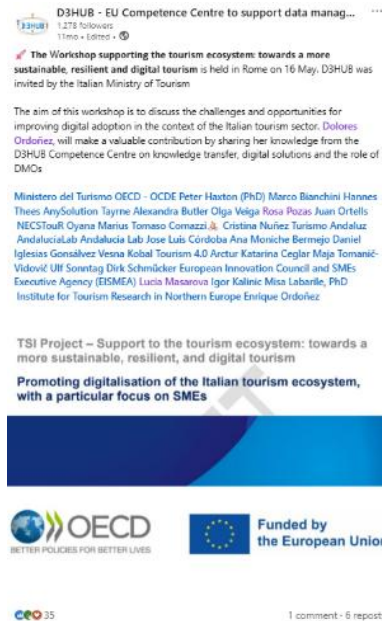 D3HUB - EU Competence Centre to support data manag...
D3HUB
1.278 followers
11mo • Edited •
The Workshop supporting the tourism ecosystem: towards a more
sustainable, resilient and digital tourism is held in Rome on 16 May. D3HUB was
invited by the Italian Ministry of Tourism
The aim of this workshop is to discuss the challenges and opportunities for
improving digital adoption in the context of the Italian tourism sector. Dolores
Ordoñez, will make a valuable contribution by sharing her knowledge from the
D3HUB Competence Centre on knowledge transfer, digital solutions and the role of
DMOs
Ministero del Turismo OECD - OCDE Peter Haxton (PhD) Marco Bianchini Hannes
Thees AnySolution Tayrne Alexandra Butler Olga Veiga Rosa Pozas Juan Ortells
NECSTouR Oyana Marius Tomaso Comazzi Cristina Nuñez Turismo Andaluz
AndaluciaLab Andalucia Lab Jose Luis Córdoba Ana Moniche Bermejo Daniel
Iglesias Gonsálvez Vesna Kobal Tourism 4.0 Arctur Katarina Ceglar Maja Tomanič-
Vidovič Ulf Sonntag Dirk Schmücker European Innovation Council and SMEs
Executive Agency (EISMEA) Lucia Masarova Igor Kalinic Misa Labarile, PhD
Institute for Tourism Research in Northern Europe Enrique Ordoñez
TSI Project – Support to the tourism ecosystem: towards a
more sustainable, resilient, and digital tourism
Promoting digitalisation of the Italian tourism ecosystem,
with a particular focus on SMEs
OECD
BETTER POLICIES FOR BETTER LIVES
Funded by
the European Union
35
1 comment · 6 repost